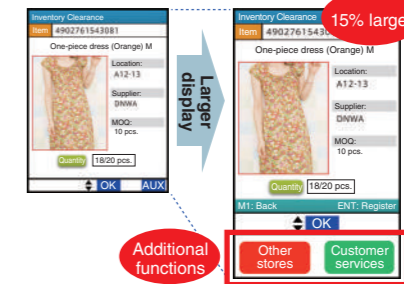 Inventory Clearance
Item 4902761543081
One-piece dress (Orange) M
Location:
A12-13
Supplier:
DNWA
MOQ:
10 pcs.
Quantity 18/20 pcs.
OK AUX
Larger
display
Inventory Clearance
15% large
Item 49027615430
One-piece dress (Orange) M
Location:
A12-13
Supplier:
DNWA
MOQ:
10 pcs.
Quantity 18/20 pcs.
M1: Back ENT: Register
OK
Additional
functions
Other
stores
Customer
services